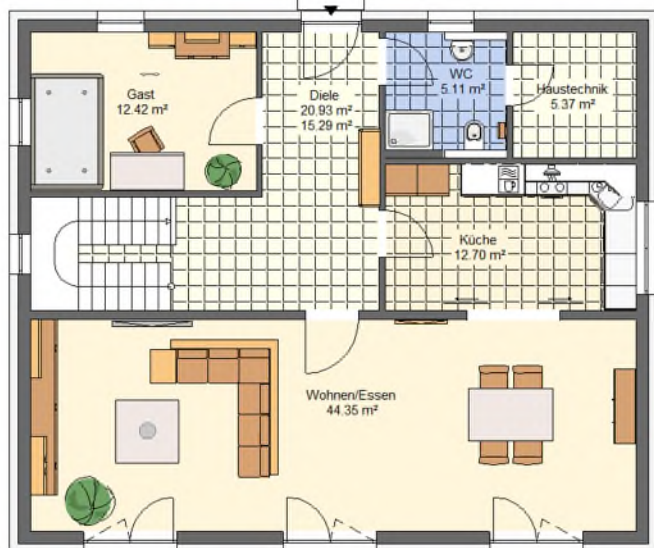 Gast
12.42 m²
Diele
20.93 m²
15.29 m²
WC
5.11 m²
Haustechnik
5.37 m²
Küche
12.70 m²
Wohnen/Essen
44.35 m²